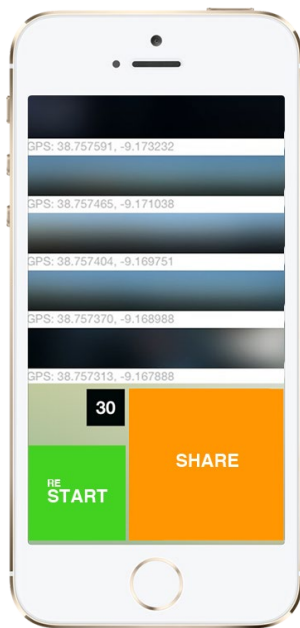 GPS: 38.757591, -9.173232
GPS: 38.757465, -9.171038
GPS: 38.757404, -9.169751
GPS: 38.757370, -9.168988
GPS: 38.757313, -9.167888
30
SHARE
RE
START